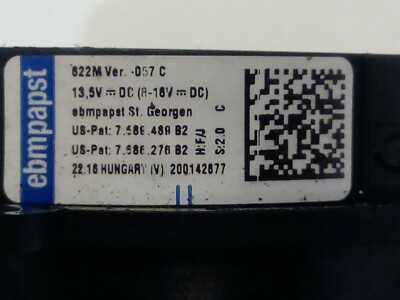 ebmpapst
622M Ver. -057 C
13,5V ⎓ DC (8-16V ⎓ DC)
ebmpapst St. Georgen
US-Pat: 7.586.489 B2
US-Pat: 7.586.276 B2
22.16 HUNGARY (V) 200142677
H:F/J
S:2.0 C